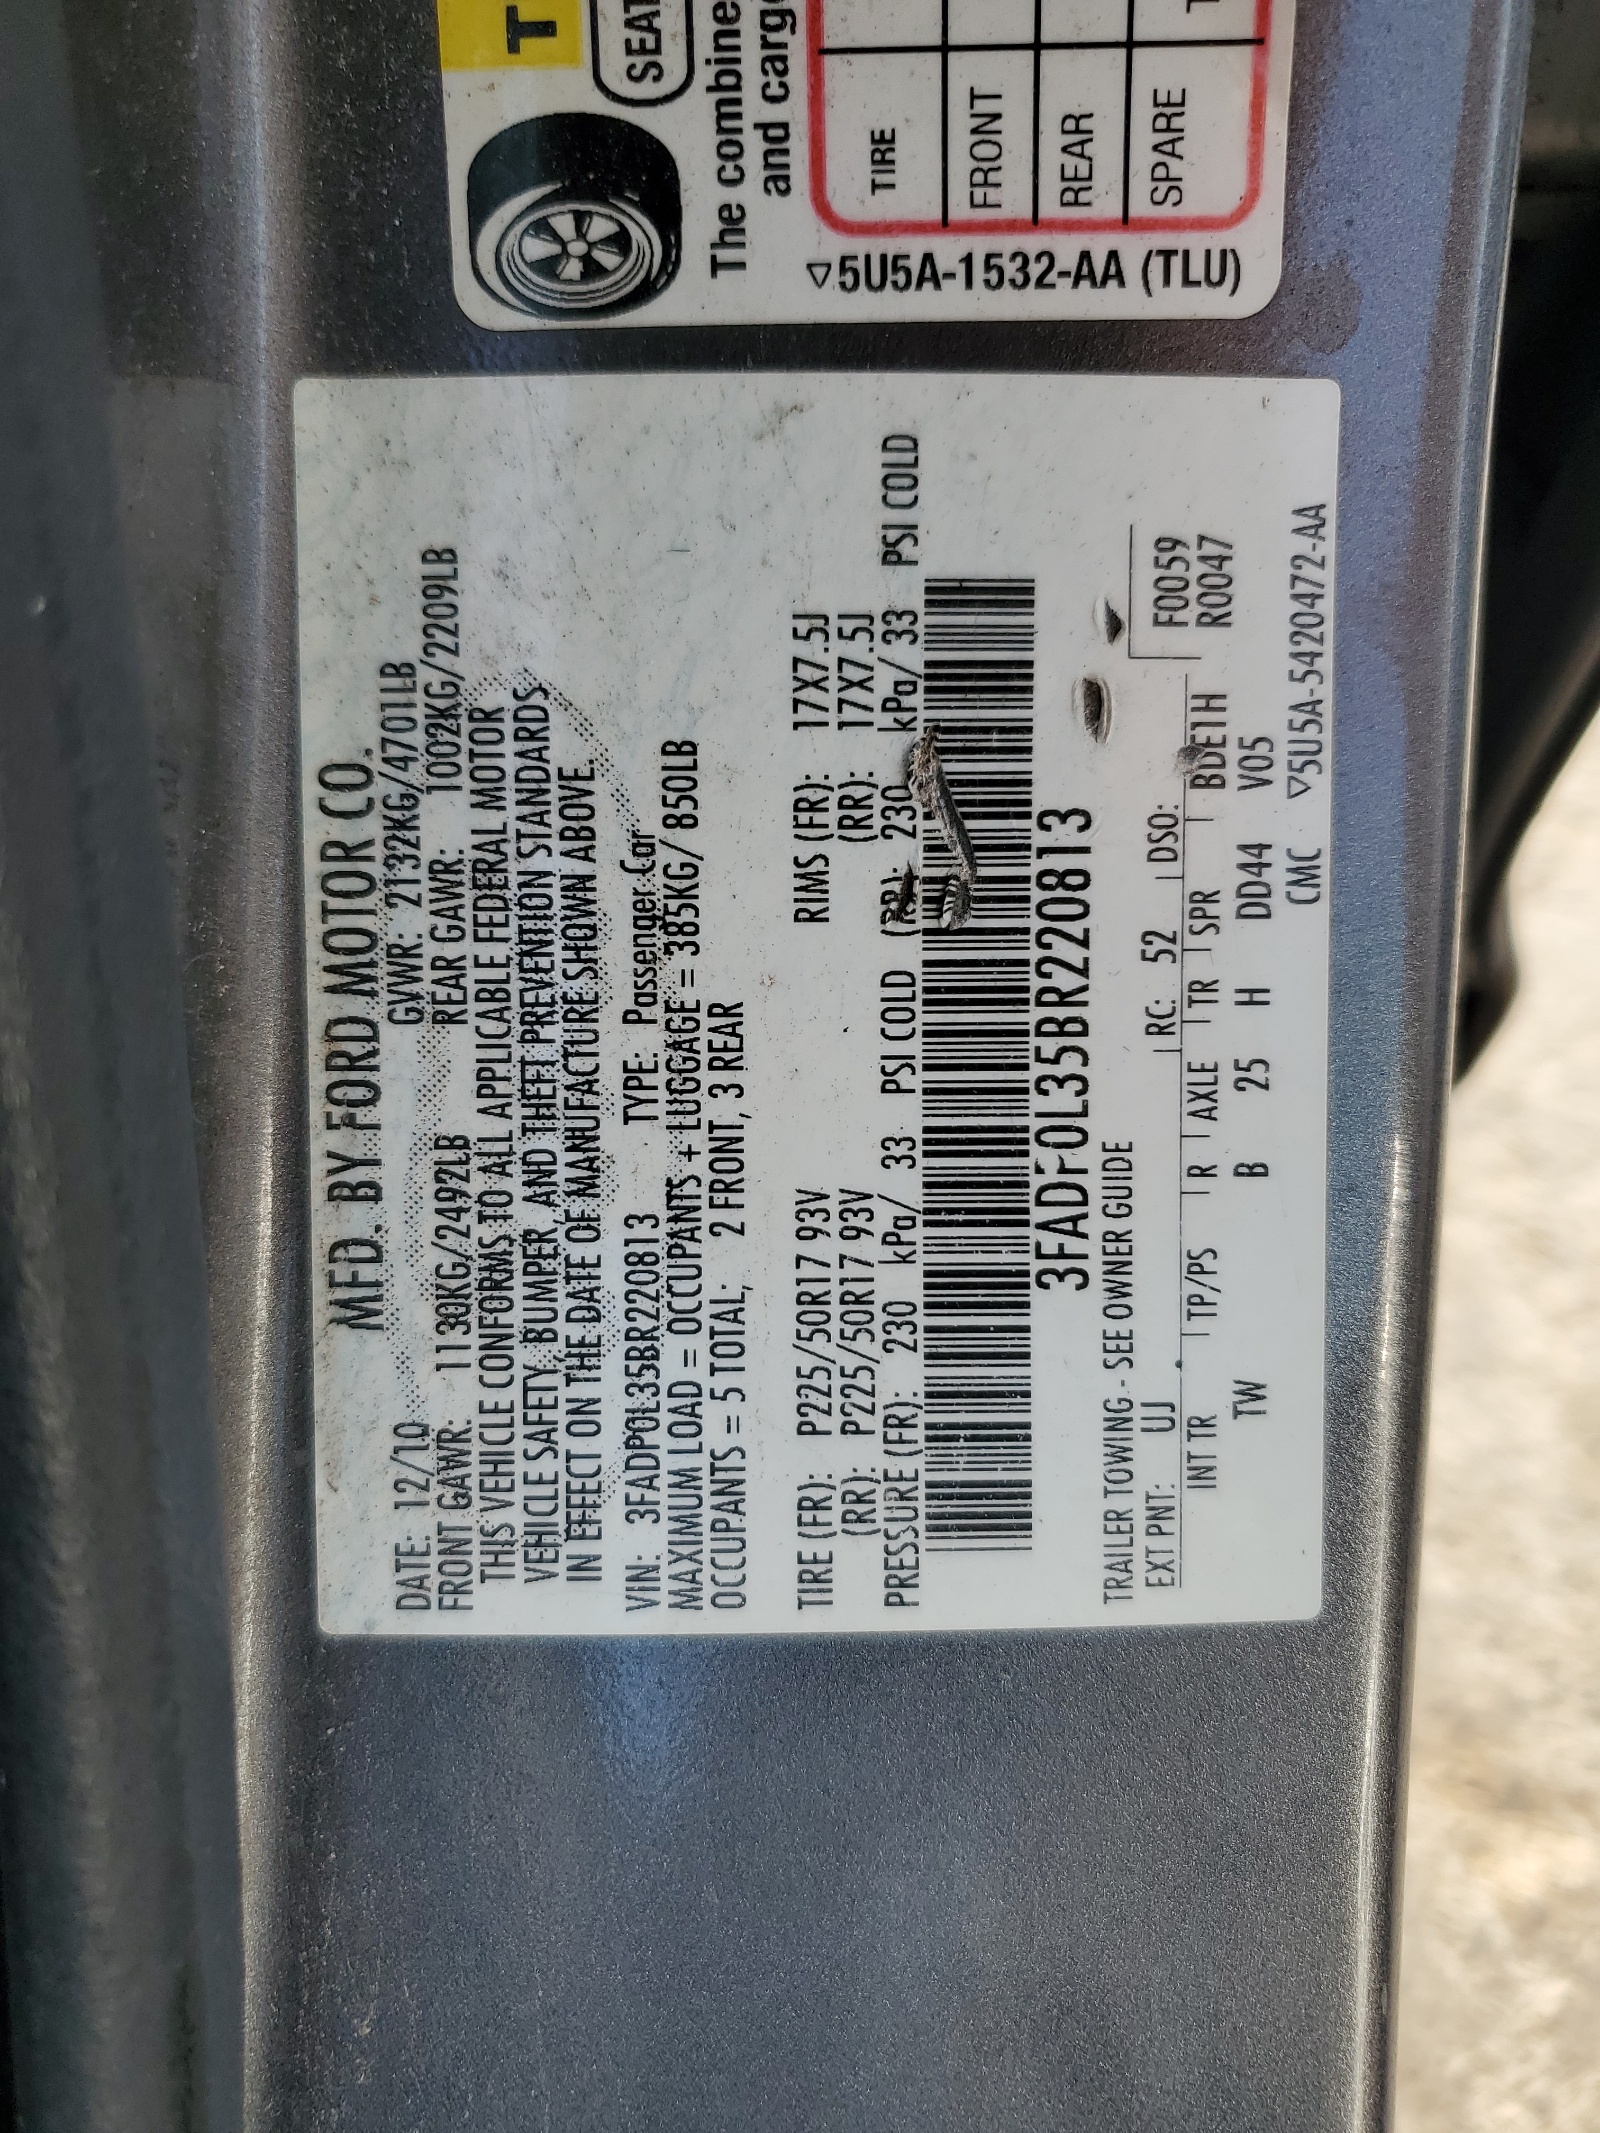 MFD. BY FORD MOTOR CO.
DATE: 12/10 GVWR: 2132KG/4701LB
FRONT GAWR: 1130KG/2492LB REAR GAWR: 1002KG/2209LB
THIS VEHICLE CONFORMS TO ALL APPLICABLE FEDERAL MOTOR
VEHICLE SAFETY, BUMPER, AND THEFT PREVENTION STANDARDS
IN EFFECT ON THE DATE OF MANUFACTURE SHOWN ABOVE.
VIN: 3FADP0L35BR220813 TYPE: Passenger Car
MAXIMUM LOAD = OCCUPANTS + LUGGAGE = 385KG/ 850LB
OCCUPANTS = 5 TOTAL; 2 FRONT, 3 REAR
TIRE (FR): P225/50R17 93V RIMS (FR): 17X7.5J
(RR): P225/50R17 93V (RR): 17X7.5J
PRESSURE (FR): 230 kPa/ 33 PSI COLD (RR): 230 kPa/ 33 PSI COLD
3FADF0L35BR220813
TRAILER TOWING - SEE OWNER GUIDE
EXT PNT: UJ RC: 52 DSO: F0059
INT TR TP/PS R AXLE TR SPR BDE1H R0047
TW B 25 H DD44 V05
CMC ▽5U5A-5420472-AA
T
SEAT
The combine
and cargo
TIRE
FRONT
REAR
SPARE T
▽5U5A-1532-AA (TLU)